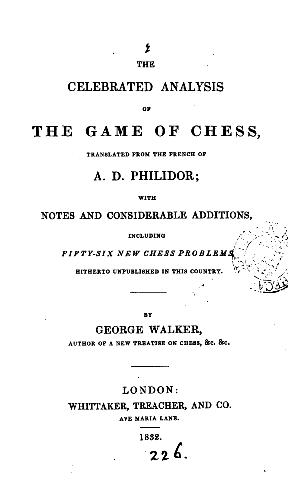 THE
CELEBRATED ANALYSIS
OF
THE GAME OF CHESS,
TRANSLATED FROM THE FRENCH OF
A. D. PHILIDOR;
WITH
NOTES AND CONSIDERABLE ADDITIONS,
INCLUDING
FIFTY-SIX NEW CHESS PROBLEMS,
HITHERTO UNPUBLISHED IN THIS COUNTRY.
BY
GEORGE WALKER,
AUTHOR OF A NEW TREATISE ON CHESS, &c. &c.
LONDON:
WHITTAKER, TREACHER, AND CO.
AVE MARIA LANE.
1832.
226.